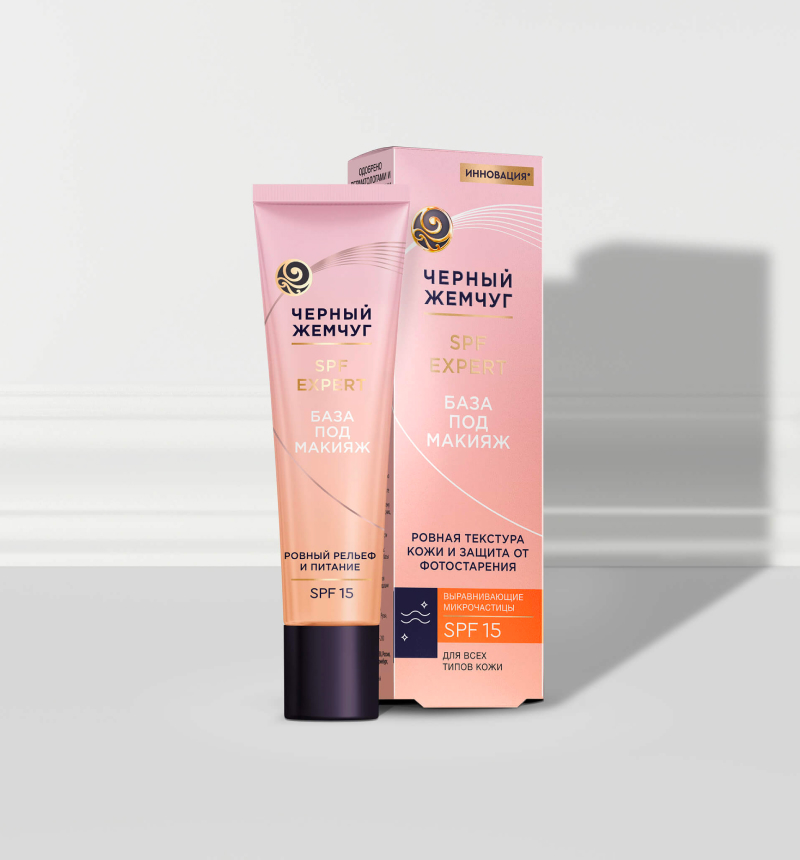 ЧЕРНЫЙ
ЖЕМЧУГ
SPF
EXPERT
БАЗА
ПОД
МАКИЯЖ
РОВНЫЙ РЕЛЬЕФ
И ПИТАНИЕ
SPF 15
ОДОБРЕНО
ИННОВАЦИЯ*
ЧЕРНЫЙ
ЖЕМЧУГ
SPF
EXPERT
БАЗА
ПОД
МАКИЯЖ
РОВНАЯ ТЕКСТУРА
КОЖИ И ЗАЩИТА ОТ
ФОТОСТАРЕНИЯ
ВЫРАВНИВАЮЩИЕ
МИКРОЧАСТИЦЫ
SPF 15
ДЛЯ ВСЕХ
ТИПОВ КОЖИ